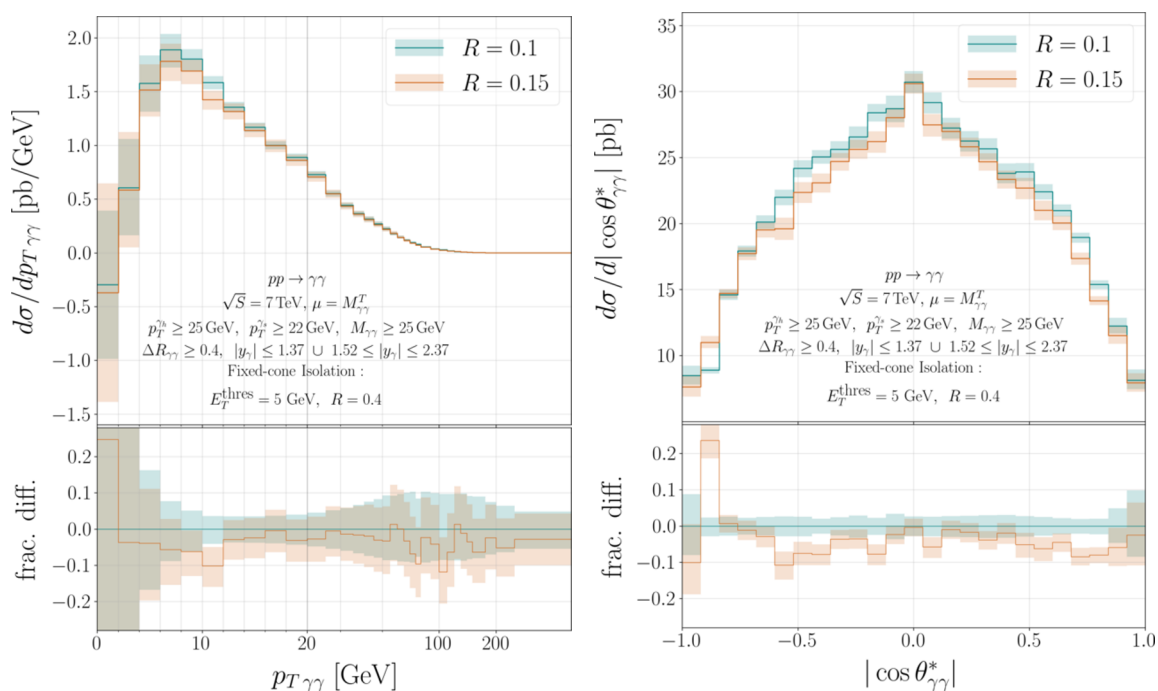 dσ/dp_{T γγ} [pb/GeV]
2.0
1.5
1.0
0.5
0.0
−0.5
−1.0
−1.5
R = 0.1
R = 0.15
pp → γγ
√S = 7 TeV, μ = M^T_{γγ}
p_T^{γ_h} ≥ 25 GeV, p_T^{γ_s} ≥ 22 GeV, M_{γγ} ≥ 25 GeV
ΔR_{γγ} ≥ 0.4, |y_γ| ≤ 1.37 ∪ 1.52 ≤ |y_γ| ≤ 2.37
Fixed-cone Isolation :
E_T^{thres} = 5 GeV, R = 0.4
frac. diff.
0.2
0.1
0.0
−0.1
−0.2
0 10 20 100 200
p_{T γγ} [GeV]
dσ/d| cos θ*_{γγ}| [pb]
35
30
25
20
15
10
R = 0.1
R = 0.15
pp → γγ
√S = 7 TeV, μ = M^T_{γγ}
p_T^{γ_h} ≥ 25 GeV, p_T^{γ_s} ≥ 22 GeV, M_{γγ} ≥ 25 GeV
ΔR_{γγ} ≥ 0.4, |y_γ| ≤ 1.37 ∪ 1.52 ≤ |y_γ| ≤ 2.37
Fixed-cone Isolation :
E_T^{thres} = 5 GeV, R = 0.4
frac. diff.
0.2
0.1
0.0
−0.1
−0.2
−1.0 −0.5 0.0 0.5 1.0
| cos θ*_{γγ}|